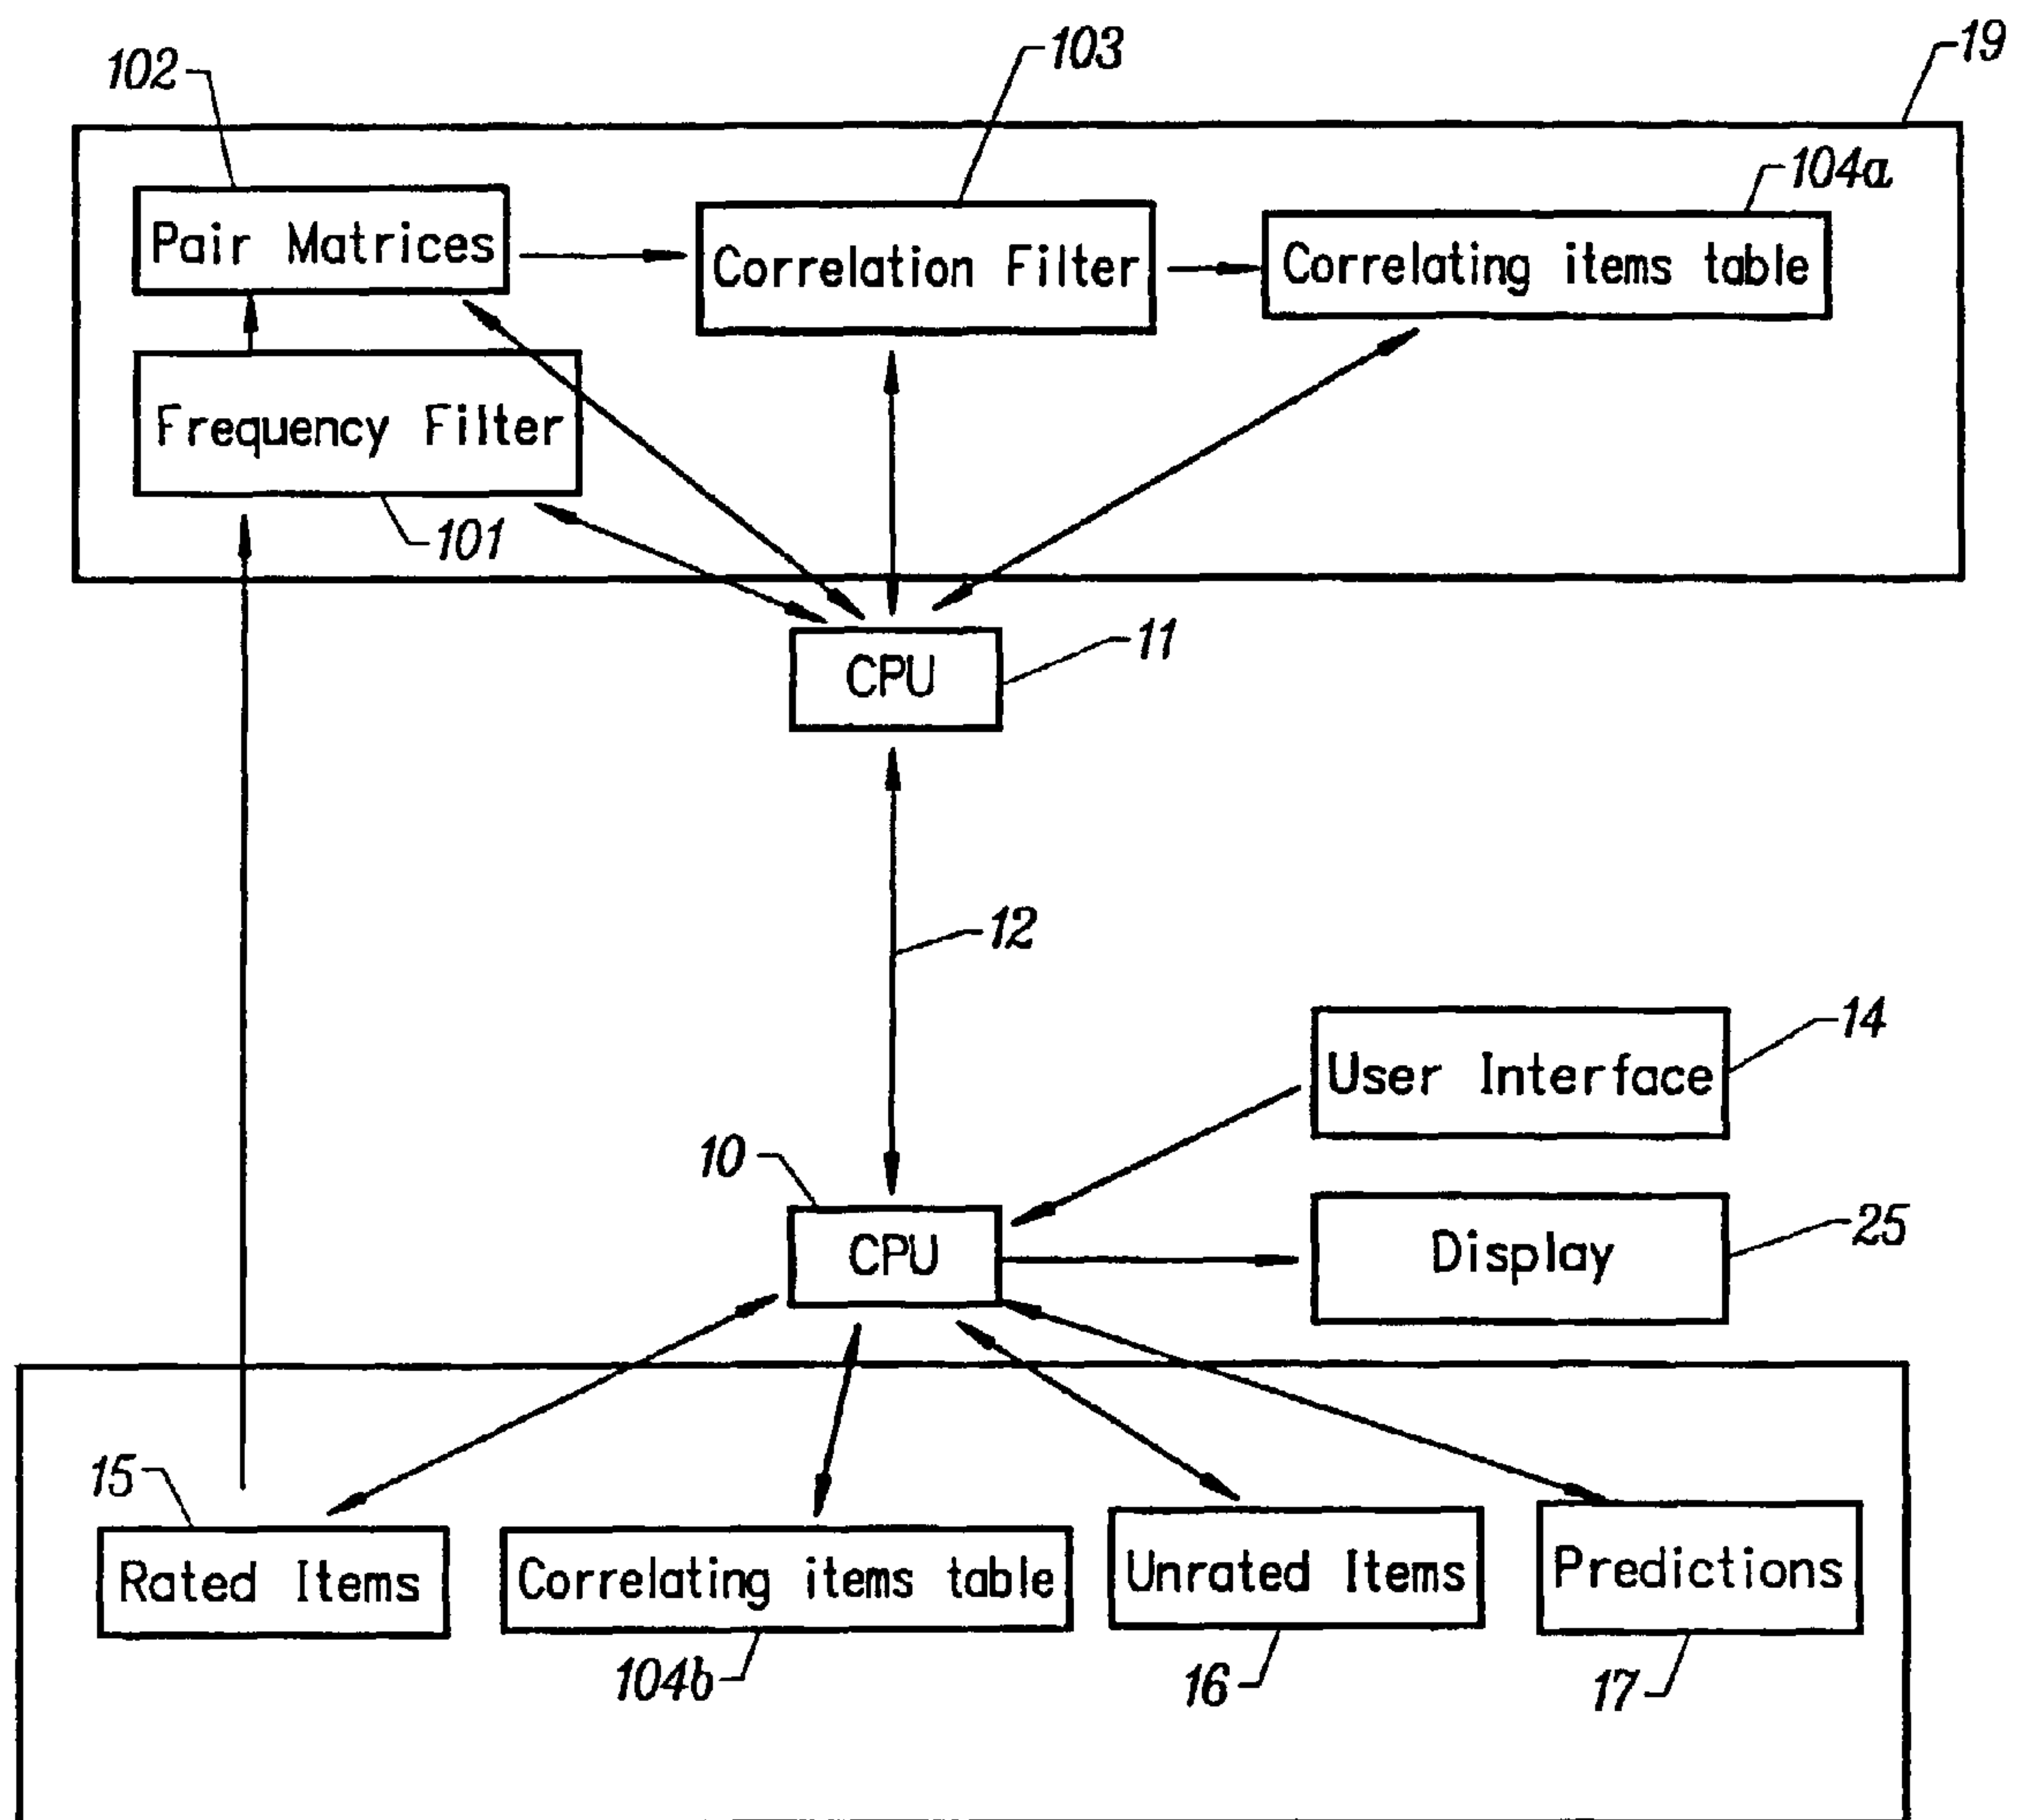 19
103
102
104a
Pair Matrices
Correlation Filter
Correlating items table
Frequency Filter
101
CPU
11
12
14
User Interface
10
CPU
25
Display
15
Rated Items
Correlating items table
Unrated Items
Predictions
104b
16
17